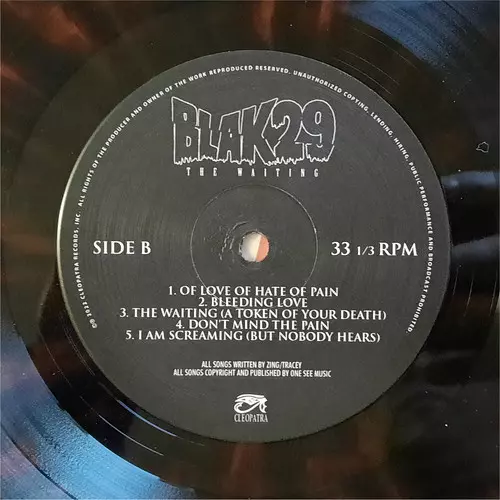 BLAK29
THE WAITING
SIDE B
33 1/3 RPM
1. OF LOVE OF HATE OF PAIN
2. BLEEDING LOVE
3. THE WAITING (A TOKEN OF YOUR DEATH)
4. DON'T MIND THE PAIN
5. I AM SCREAMING (BUT NOBODY HEARS)
ALL SONGS WRITTEN BY ZING/TRACEY
ALL SONGS COPYRIGHT AND PUBLISHED BY ONE SEE MUSIC
CLEOPATRA
CLEOPATRA RECORDS, INC. ALL RIGHTS OF THE PRODUCER AND OWNER OF THE WORK REPRODUCED RESERVED. UNAUTHORIZED COPYING, LENDING, HIRING, PUBLIC PERFORMANCE AND BROADCAST PROHIBITED